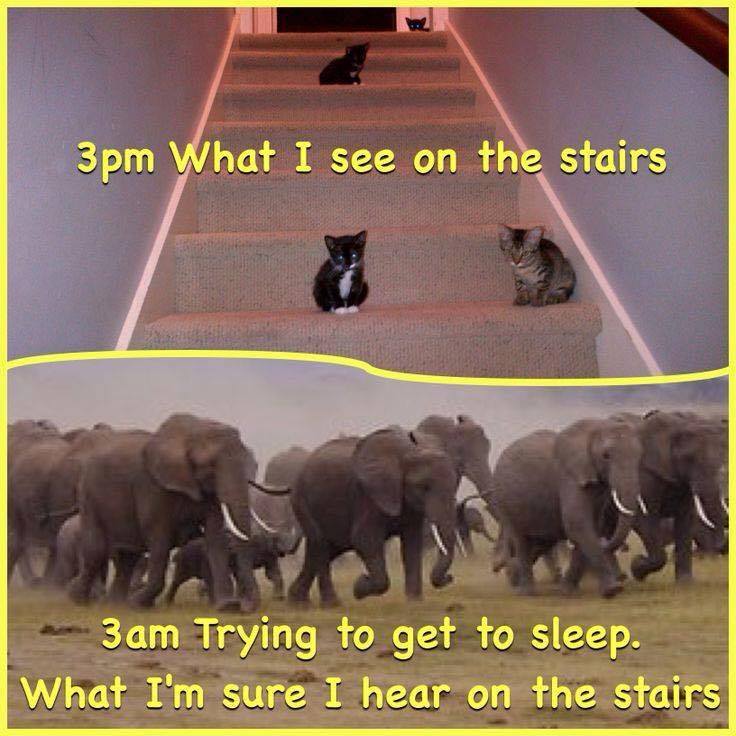 3pm What I see on the stairs
3am Trying to get to sleep.
What I'm sure I hear on the stairs